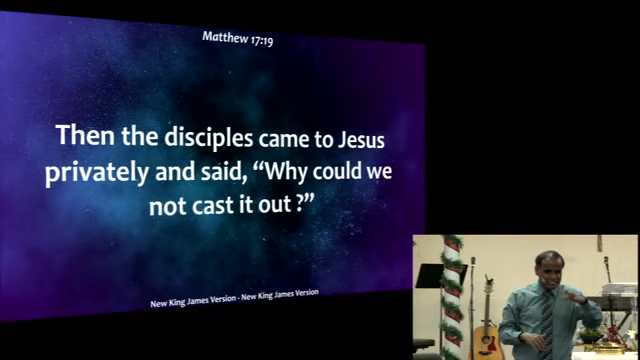 Matthew 17:19
Then the disciples came to Jesus
privately and said, “Why could we
not cast it out ?”
New King James Version - New King James Version